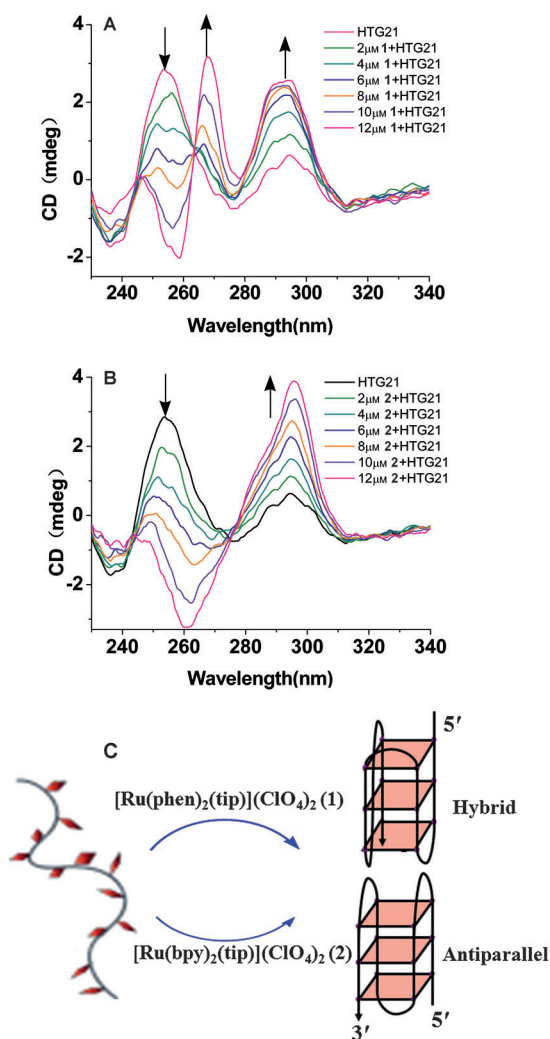 A
HTG21
2μM 1+HTG21
4μM 1+HTG21
6μM 1+HTG21
8μM 1+HTG21
10μM 1+HTG21
12μM 1+HTG21
CD (mdeg)
4
2
0
-2
240 260 280 300 320 340
Wavelength(nm)
B
HTG21
2μM 2+HTG21
4μM 2+HTG21
6μM 2+HTG21
8μM 2+HTG21
10μM 2+HTG21
12μM 2+HTG21
CD (mdeg)
4
2
0
-2
240 260 280 300 320 340
Wavelength(nm)
C
5′
[Ru(phen)₂(tip)](ClO₄)₂ (1)
Hybrid
[Ru(bpy)₂(tip)](ClO₄)₂ (2)
Antiparallel
3′ 5′